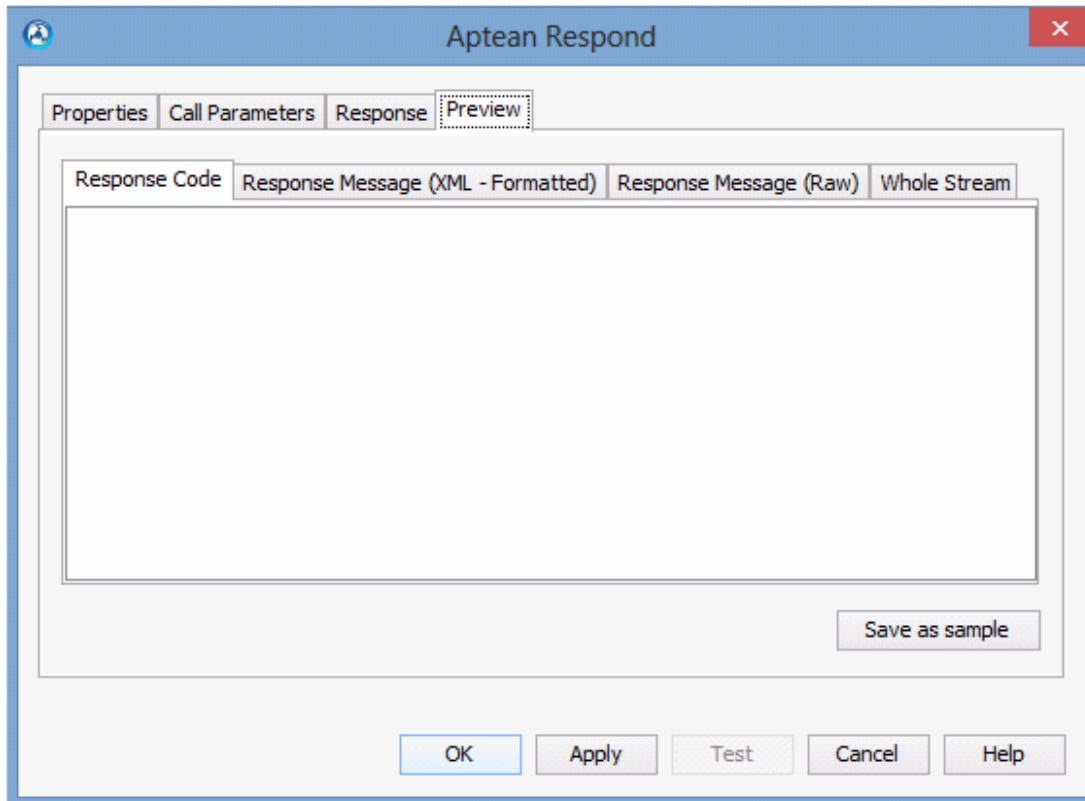 Aptean Respond
Properties Call Parameters Response Preview
Response Code Response Message (XML - Formatted) Response Message (Raw) Whole Stream
Save as sample
OK Apply Test Cancel Help